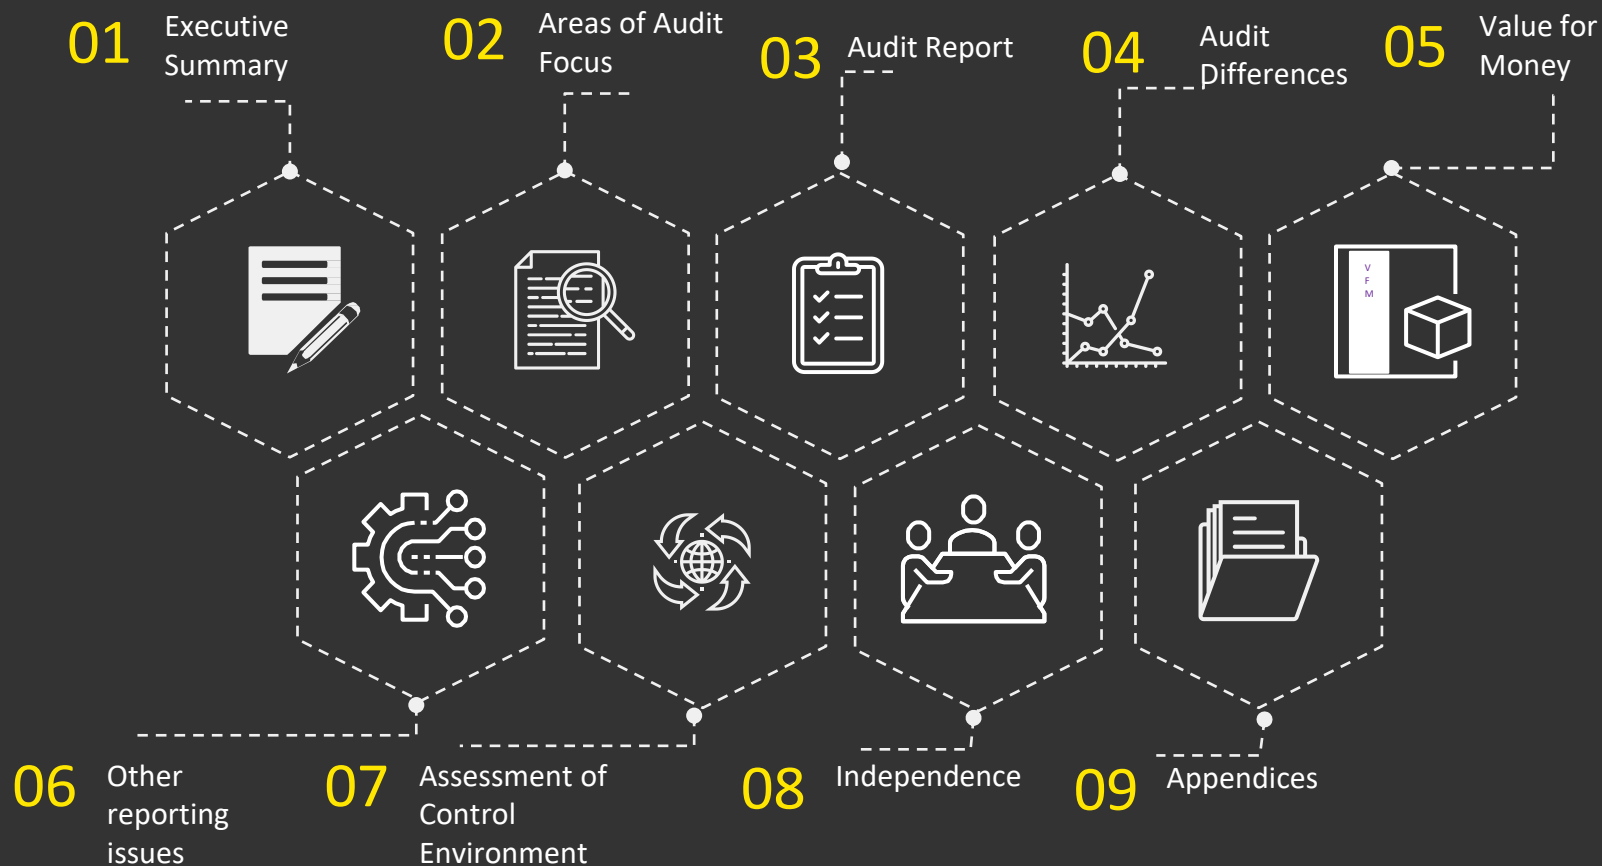 01
Executive
Summary
02
Areas of Audit
Focus
03
Audit Report
04
Audit
Differences
05
Value for
Money
V
F
M
06
Other
reporting
issues
07
Assessment of
Control
Environment
08
Independence
09
Appendices